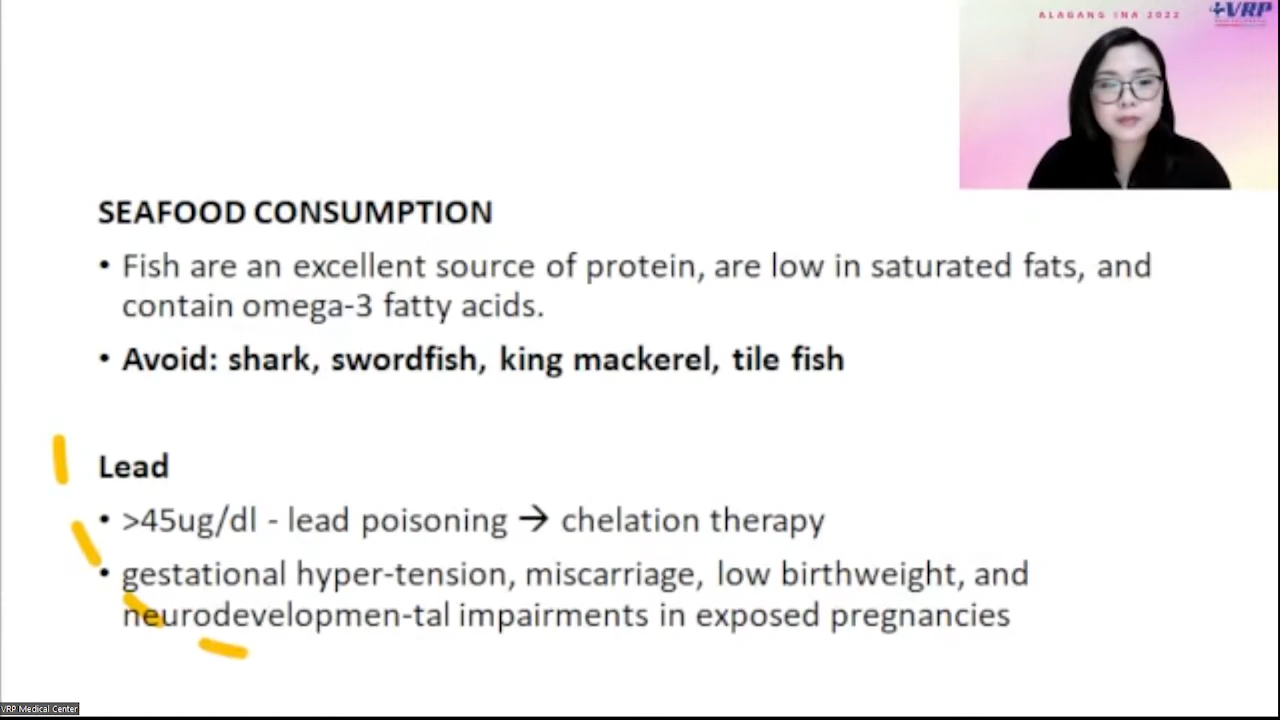 ALAGANG INA 2022
VRP
SEAFOOD CONSUMPTION
• Fish are an excellent source of protein, are low in saturated fats, and
contain omega-3 fatty acids.
• Avoid: shark, swordfish, king mackerel, tile fish
Lead
• >45ug/dl - lead poisoning → chelation therapy
• gestational hyper-tension, miscarriage, low birthweight, and
neurodevelopmen-tal impairments in exposed pregnancies
VRP Medical Center